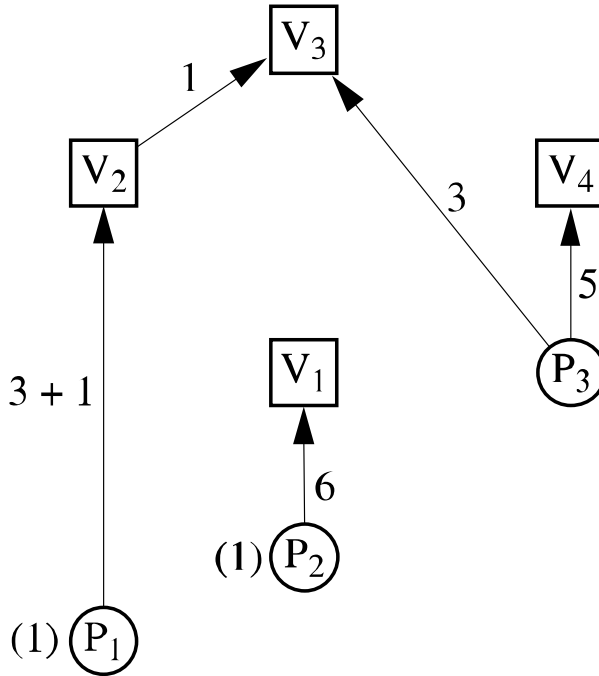 V₃
1
V₂
3
V₄
5
V₁
P₃
3 + 1
6
(1) P₂
(1) P₁